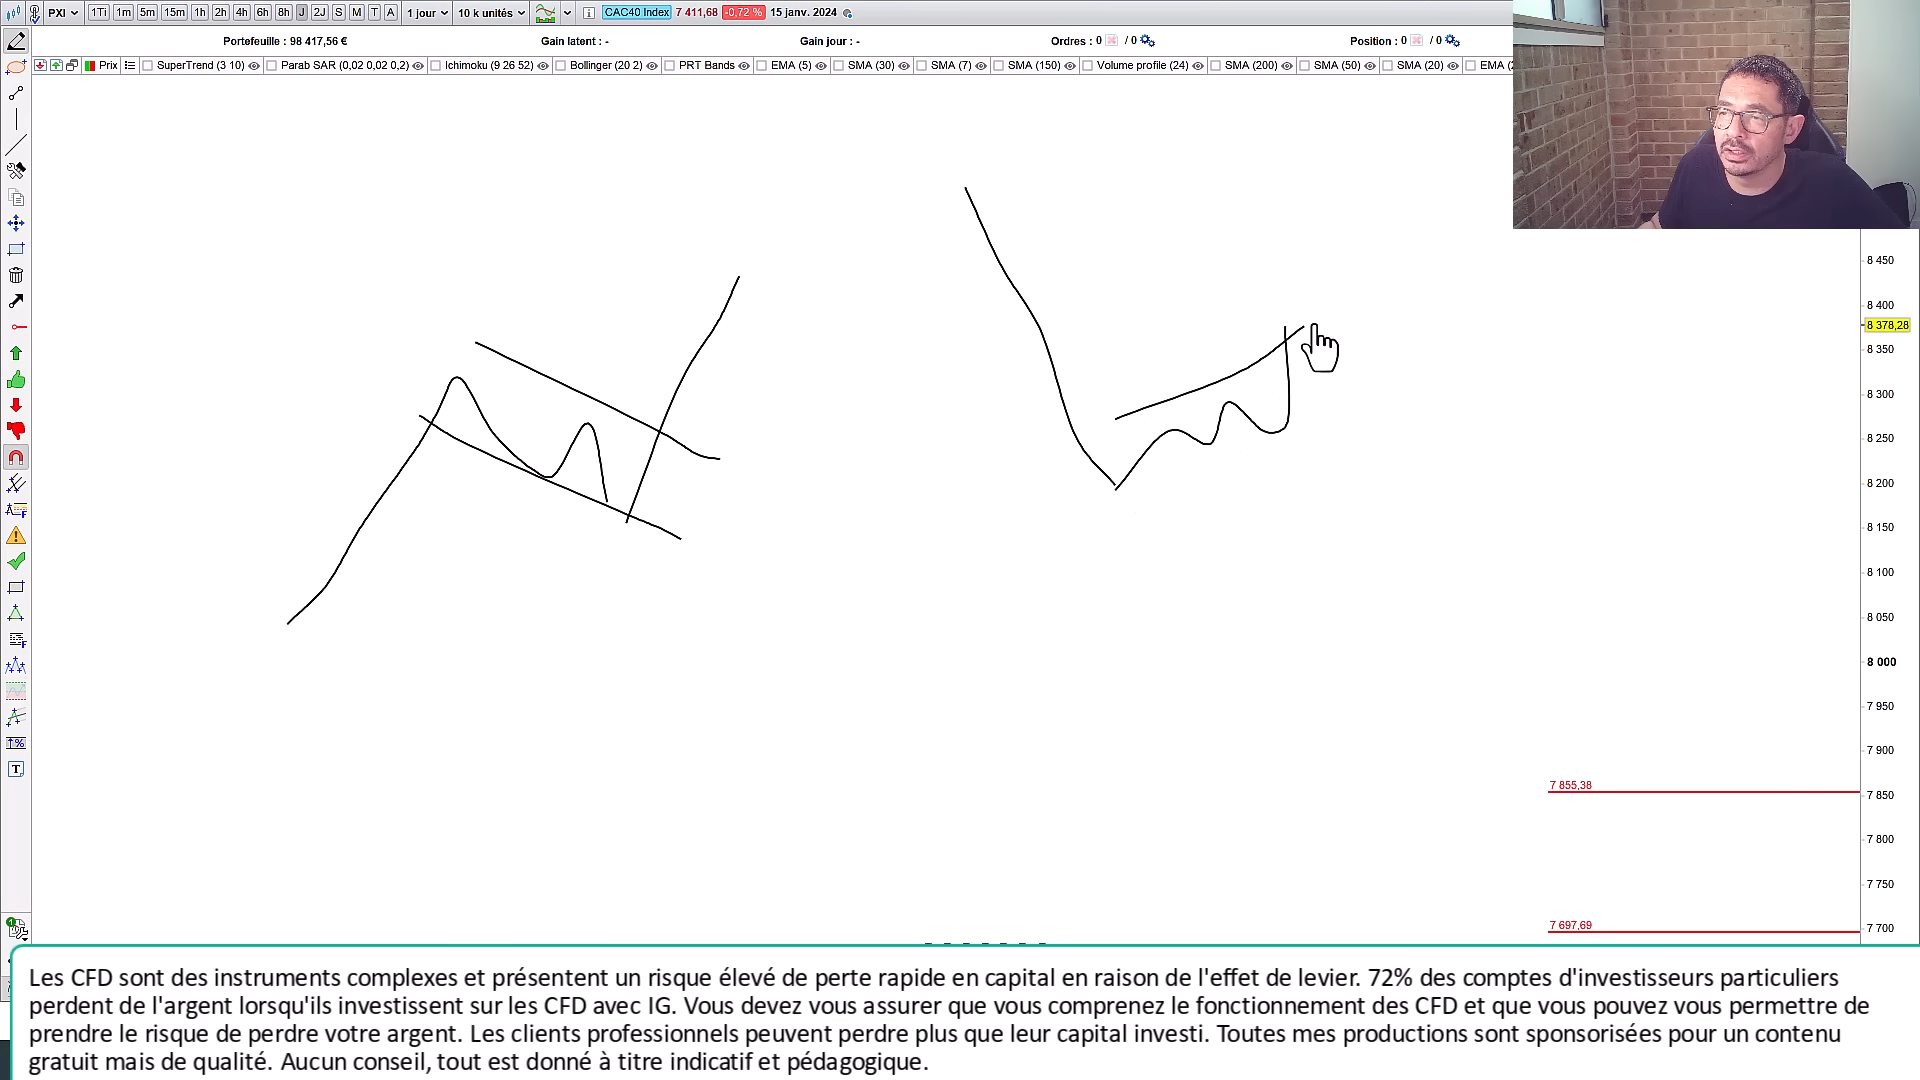 PXI 1Ti 1m 5m 15m 1h 2h 4h 6h 8h J 2J S M T A 1 jour 10 k unités CAC40 Index 7 411,68 -0,72 % 15 janv. 2024
Portefeuille : 98 417,56 € Gain latent : - Gain jour : - Ordres : 0 / 0 Position : 0 / 0
Prix SuperTrend (3 10) Parab SAR (0,02 0,02 0,2) Ichimoku (9 26 52) Bollinger (20 2) PRT Bands EMA (5) SMA (30) SMA (7) SMA (150) Volume profile (24) SMA (200) SMA (50) SMA (20) EMA (
8 450
8 400
8 378,28
8 350
8 300
8 250
8 200
8 150
8 100
8 050
8 000
7 950
7 900
7 855,38
7 850
7 800
7 750
7 697,69
7 700
Les CFD sont des instruments complexes et présentent un risque élevé de perte rapide en capital en raison de l'effet de levier. 72% des comptes d'investisseurs particuliers
perdent de l'argent lorsqu'ils investissent sur les CFD avec IG. Vous devez vous assurer que vous comprenez le fonctionnement des CFD et que vous pouvez vous permettre de
prendre le risque de perdre votre argent. Les clients professionnels peuvent perdre plus que leur capital investi. Toutes mes productions sont sponsorisées pour un contenu
gratuit mais de qualité. Aucun conseil, tout est donné à titre indicatif et pédagogique.